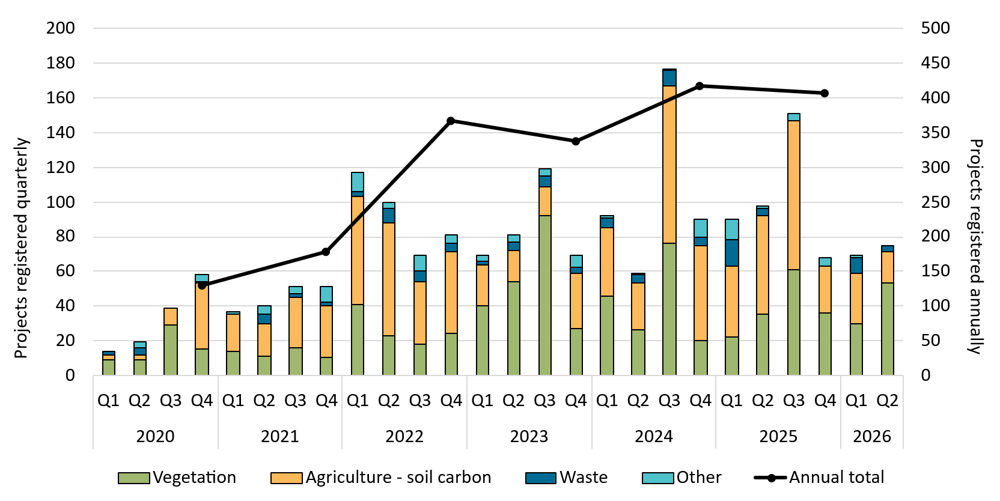 200 500
180 450
160 400
140 350
120 300
100 250
80 200
60 150
40 100
20 50
0 0
Projects registered quarterly
Projects registered annually
Q1 Q2 Q3 Q4 Q1 Q2 Q3 Q4 Q1 Q2 Q3 Q4 Q1 Q2 Q3 Q4 Q1 Q2 Q3 Q4 Q1 Q2 Q3 Q4 Q1 Q2
2020 2021 2022 2023 2024 2025 2026
Vegetation Agriculture - soil carbon Waste Other Annual total